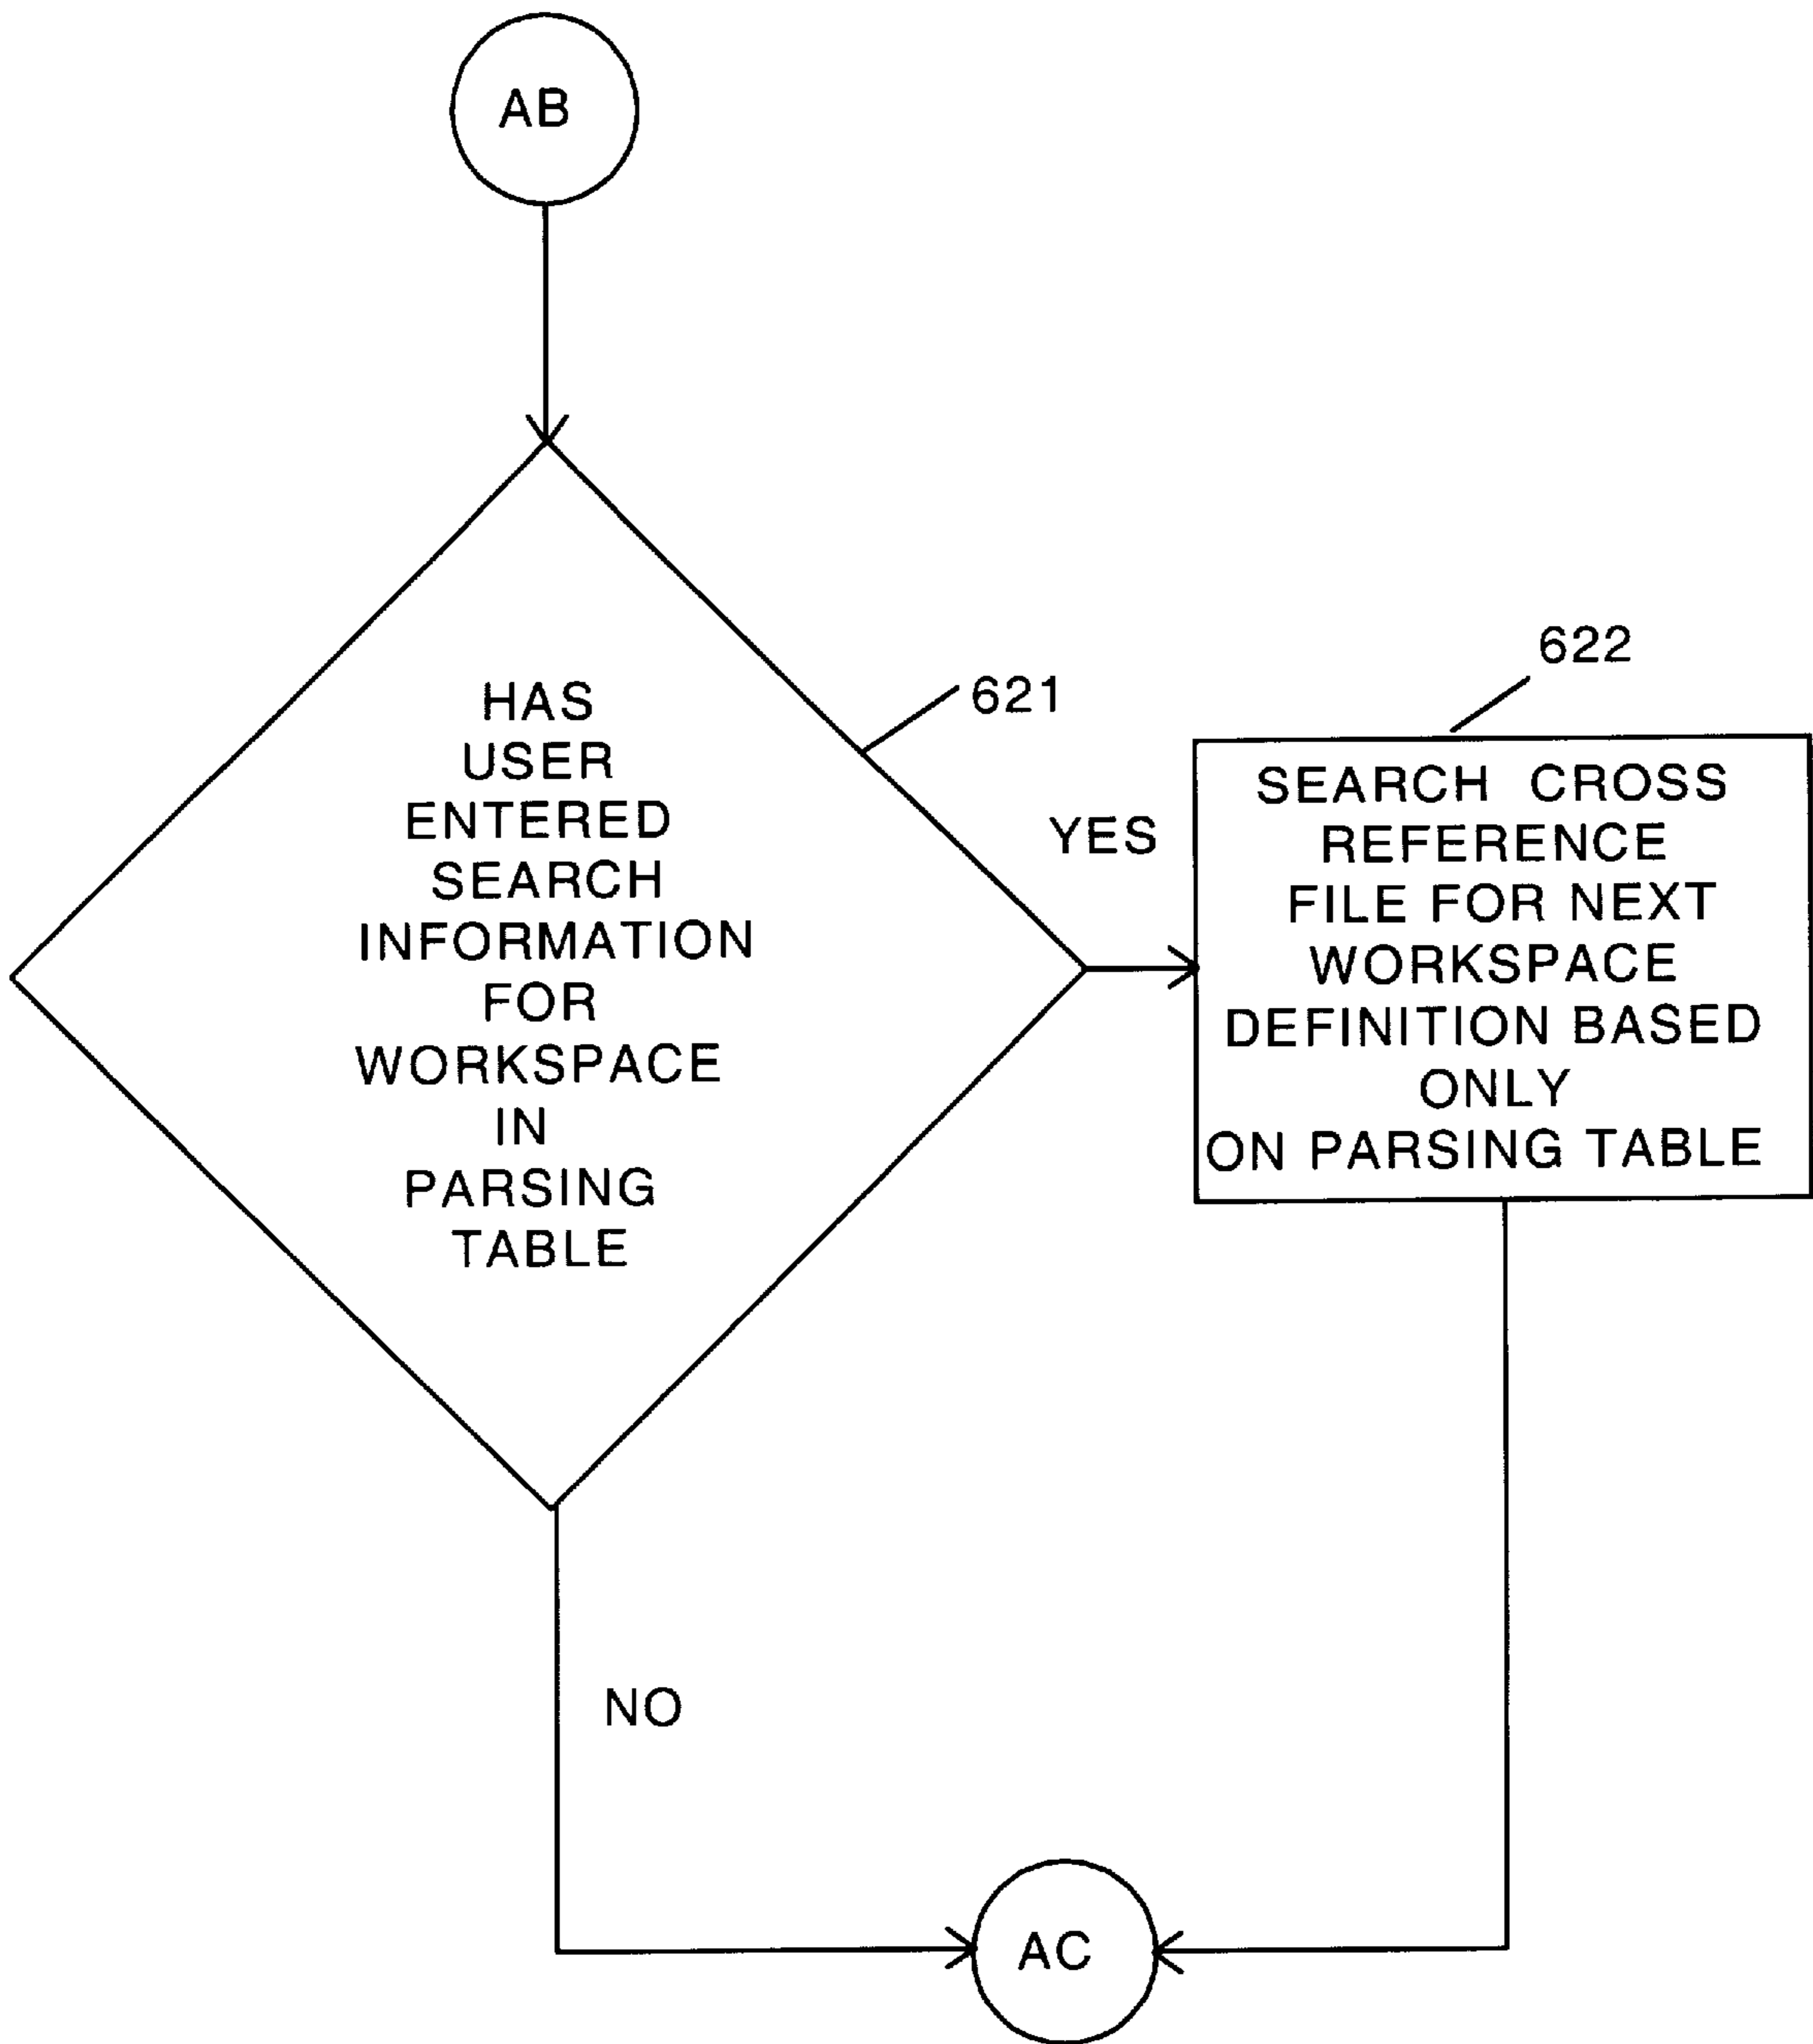 AB
HAS
USER
ENTERED
SEARCH
INFORMATION
FOR
WORKSPACE
IN
PARSING
TABLE
621
YES
622
SEARCH CROSS
REFERENCE
FILE FOR NEXT
WORKSPACE
DEFINITION BASED
ONLY
ON PARSING TABLE
NO
AC